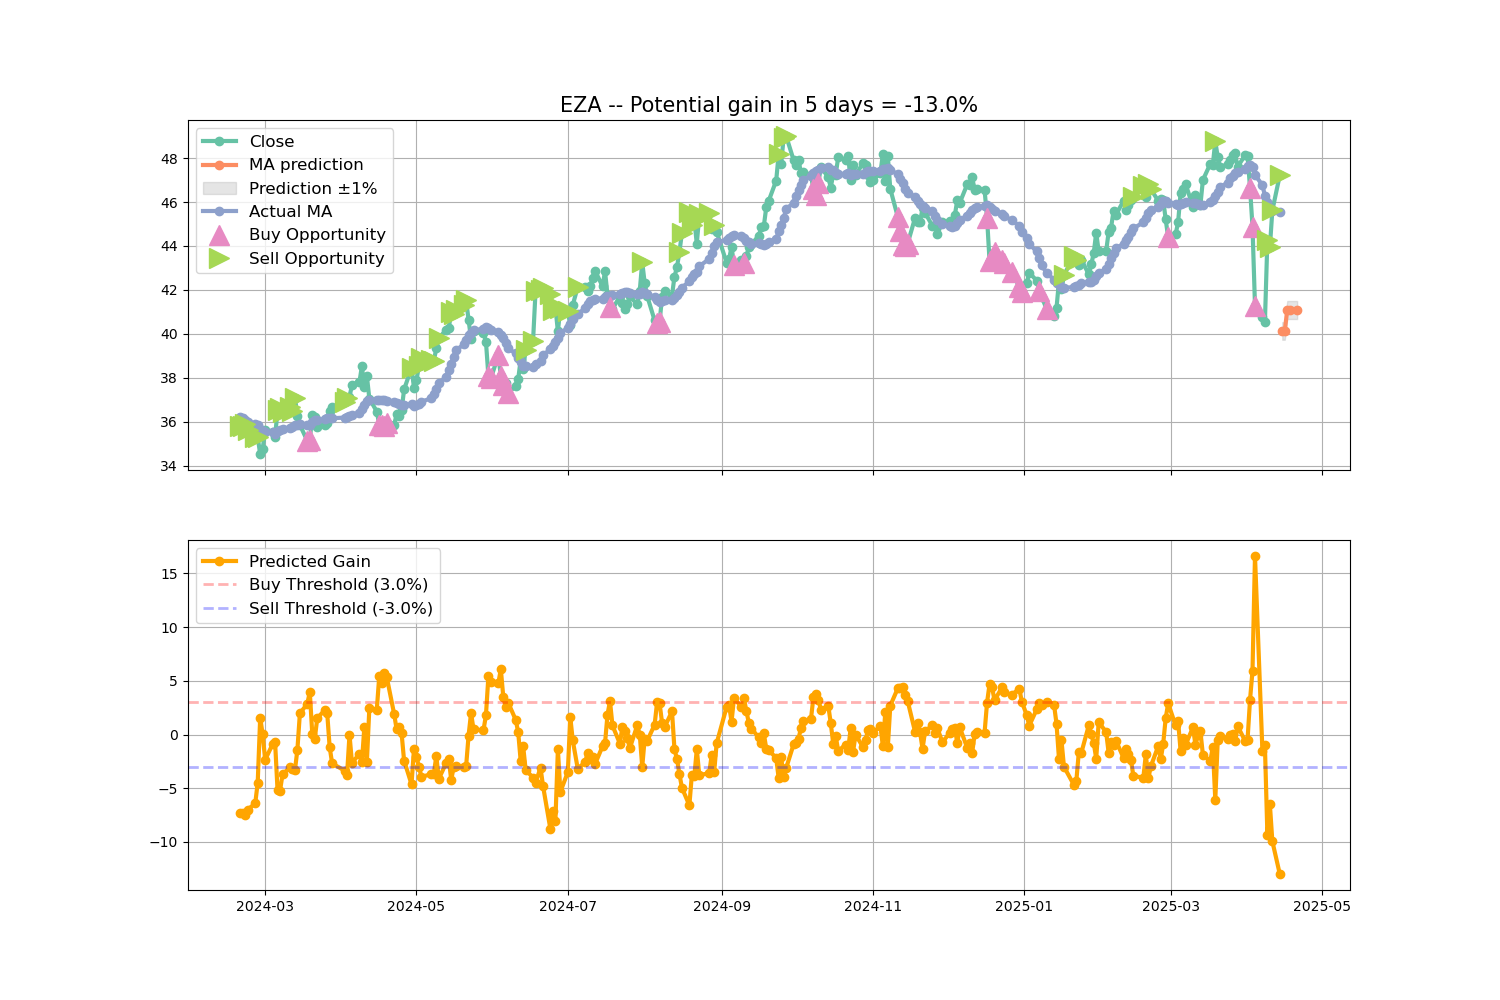 EZA -- Potential gain in 5 days = -13.0%
Close
MA prediction
Prediction ±1%
Actual MA
Buy Opportunity
Sell Opportunity
48
46
44
42
40
38
36
34
Predicted Gain
Buy Threshold (3.0%)
Sell Threshold (-3.0%)
15
10
5
0
−5
−10
2024-03
2024-05
2024-07
2024-09
2024-11
2025-01
2025-03
2025-05